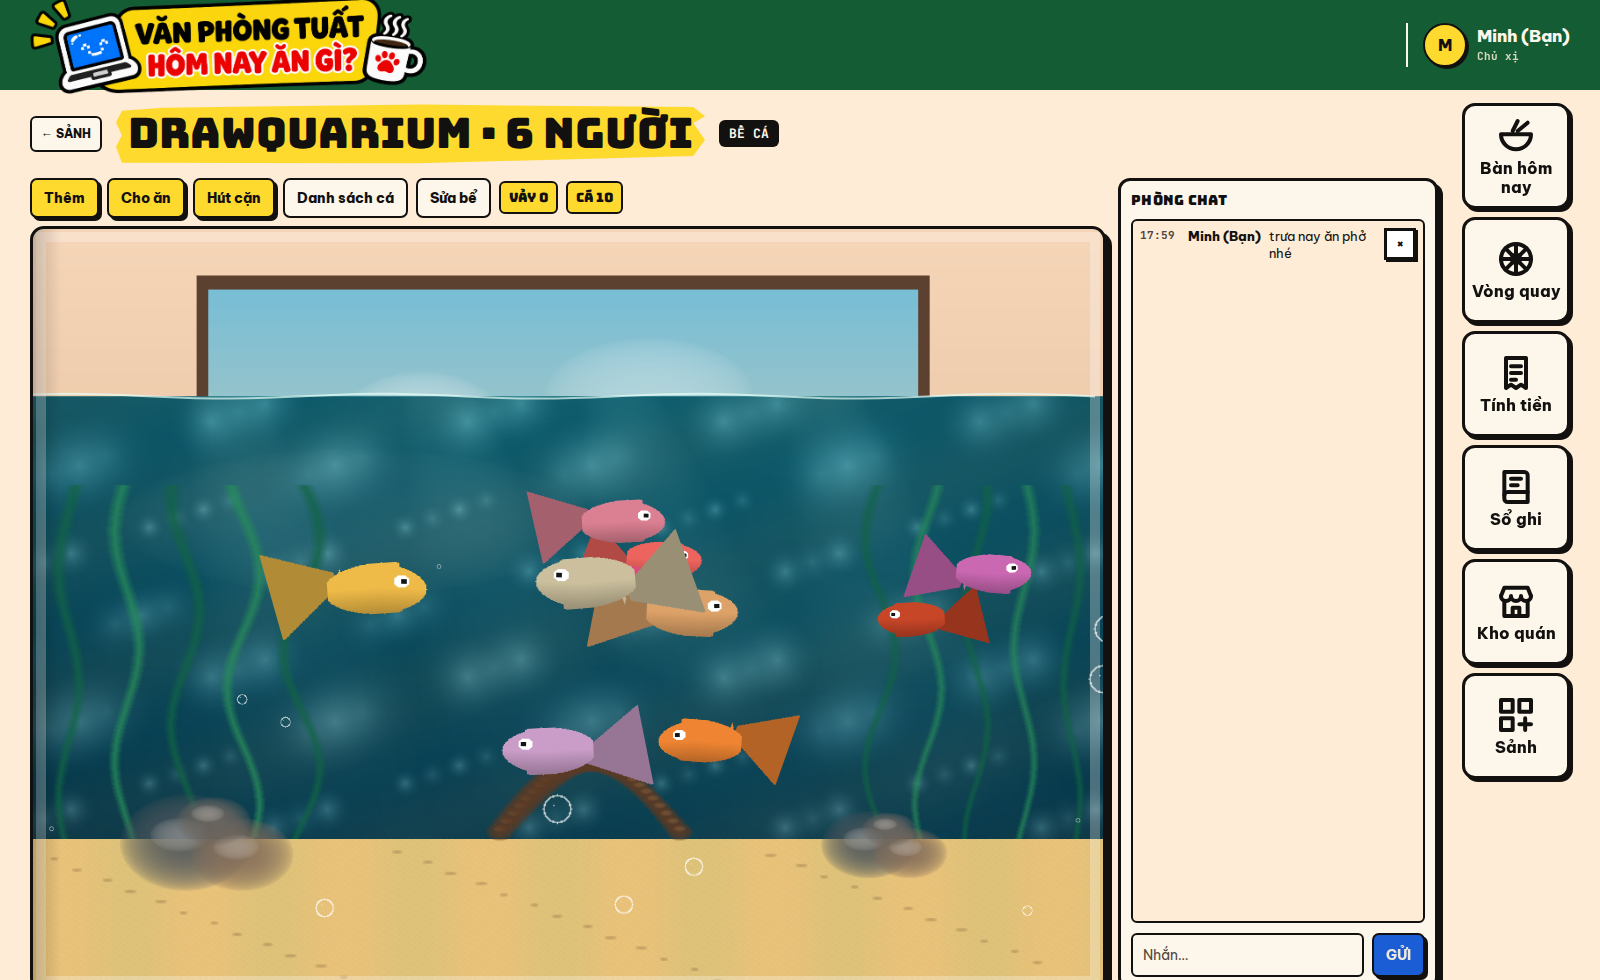 VĂN PHÒNG TUẤT
HÔM NAY ĂN GÌ?
M
Minh (Bạn)
Chủ xị
← SẢNH
DRAWQUARIUM • 6 NGƯỜI
BỂ CÁ
Thêm
Cho ăn
Hút cặn
Danh sách cá
Sửa bể
VẢY 0
CÁ 10
PHÒNG CHAT
17:59 Minh (Bạn) trưa nay ăn phở
nhé
×
Nhắn...
GỬI
Bàn hôm
nay
Vòng quay
Tính tiền
Sổ ghi
Kho quán
Sảnh